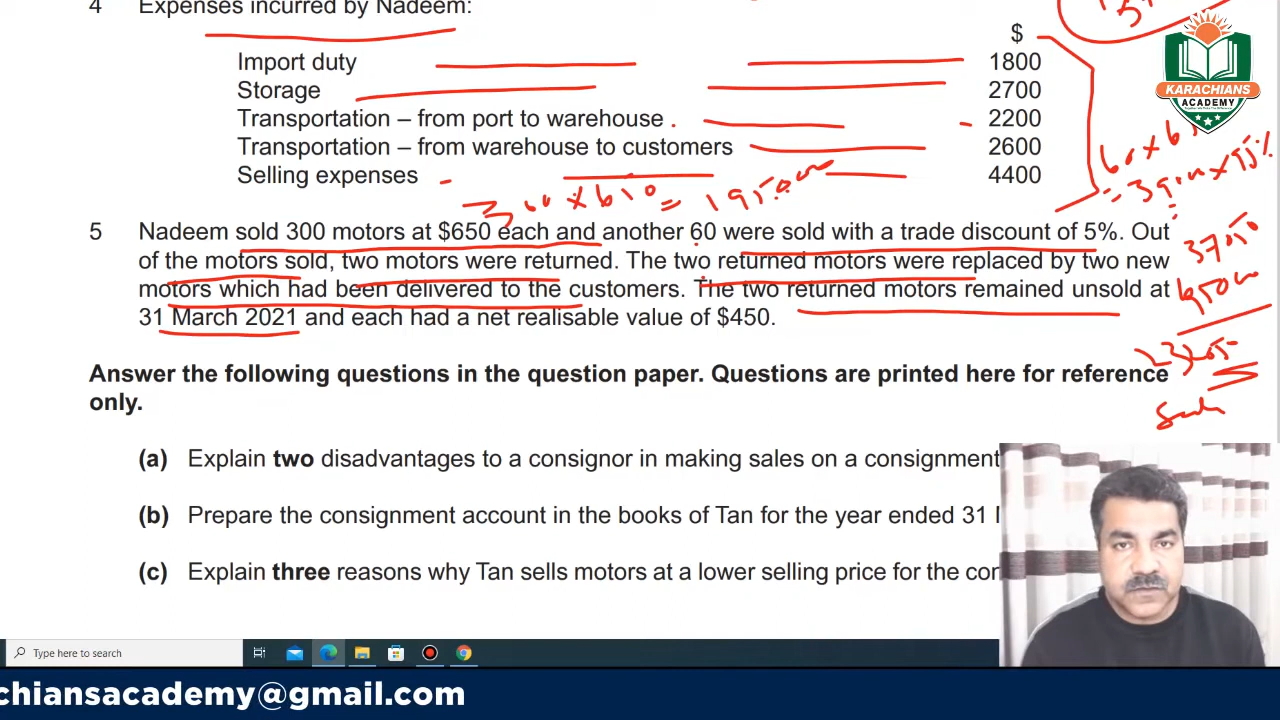 4 Expenses incurred by Nadeem:
$
Import duty 1800
Storage 2700
Transportation – from port to warehouse 2200
Transportation – from warehouse to customers 2600
Selling expenses 4400
KARACHIANS
ACADEMY
5 Nadeem sold 300 motors at $650 each and another 60 were sold with a trade discount of 5%. Out
of the motors sold, two motors were returned. The two returned motors were replaced by two new
motors which had been delivered to the customers. The two returned motors remained unsold at
31 March 2021 and each had a net realisable value of $450.
300 × 650 = 195000
37050
Answer the following questions in the question paper. Questions are printed here for reference
only.
(a) Explain two disadvantages to a consignor in making sales on a consignment
(b) Prepare the consignment account in the books of Tan for the year ended 31
(c) Explain three reasons why Tan sells motors at a lower selling price for the
Type here to search
chiansacademy@gmail.com